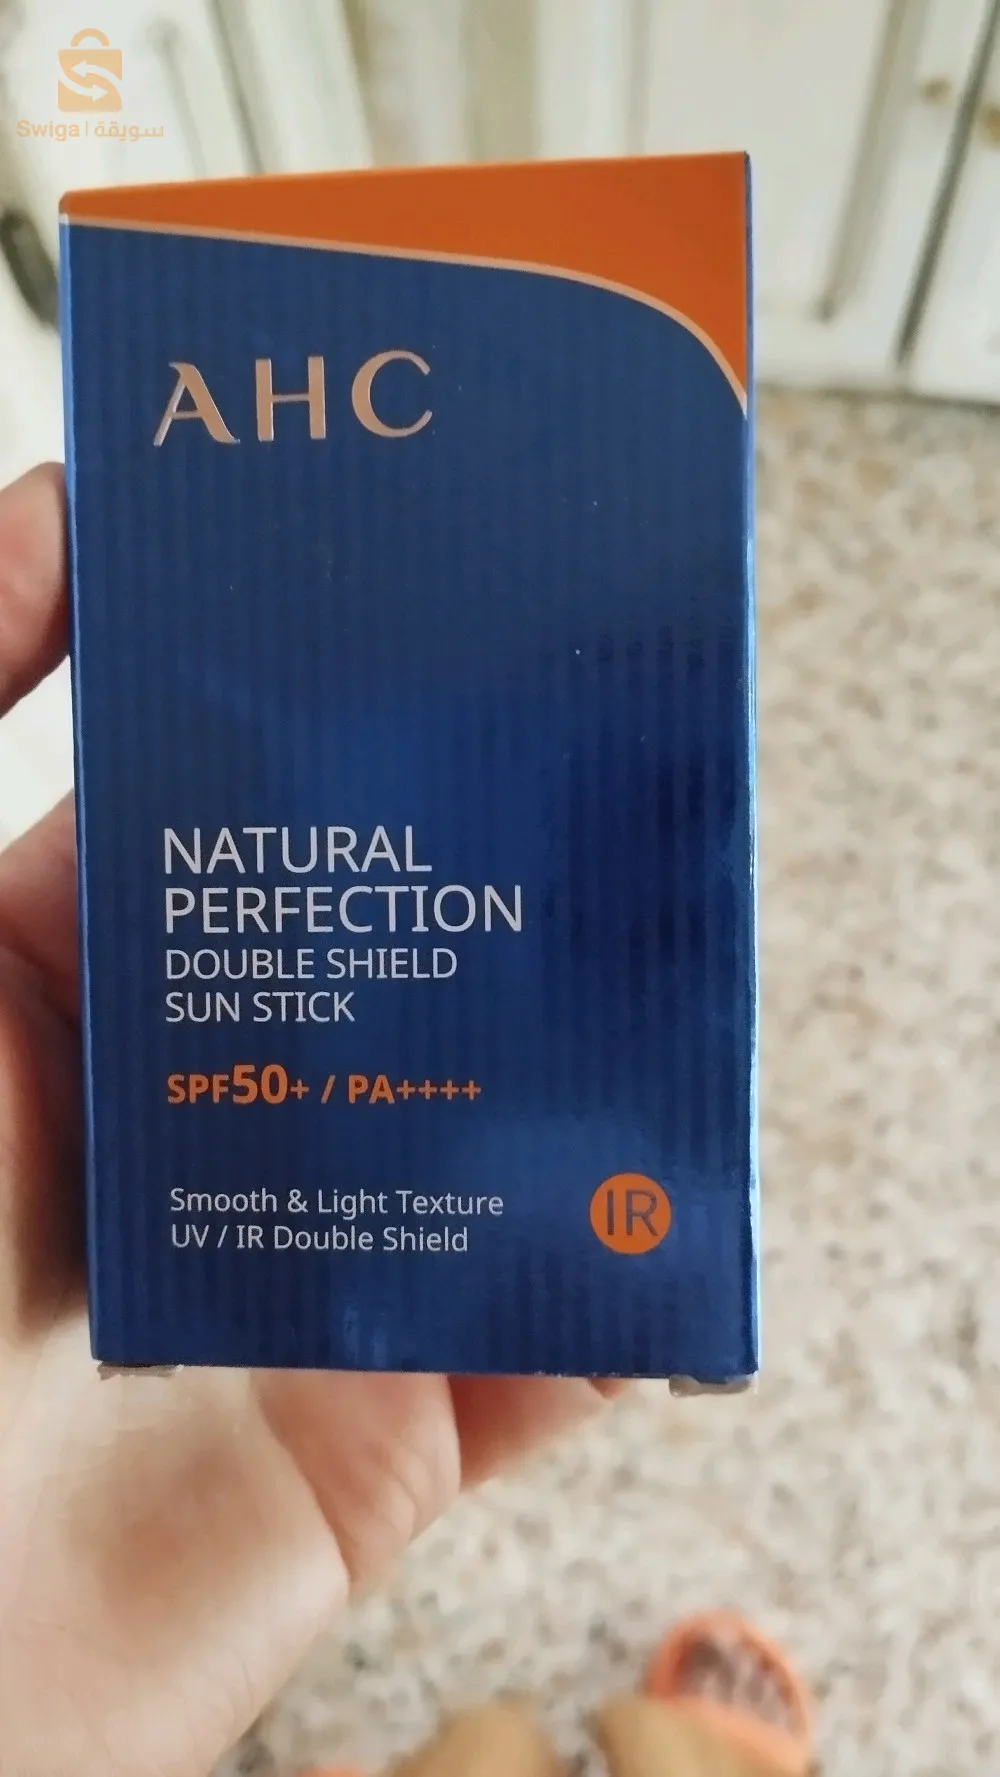 Swiga | سويقة
AHC
NATURAL
PERFECTION
DOUBLE SHIELD
SUN STICK
SPF50+ / PA++++
Smooth & Light Texture
UV / IR Double Shield
IR